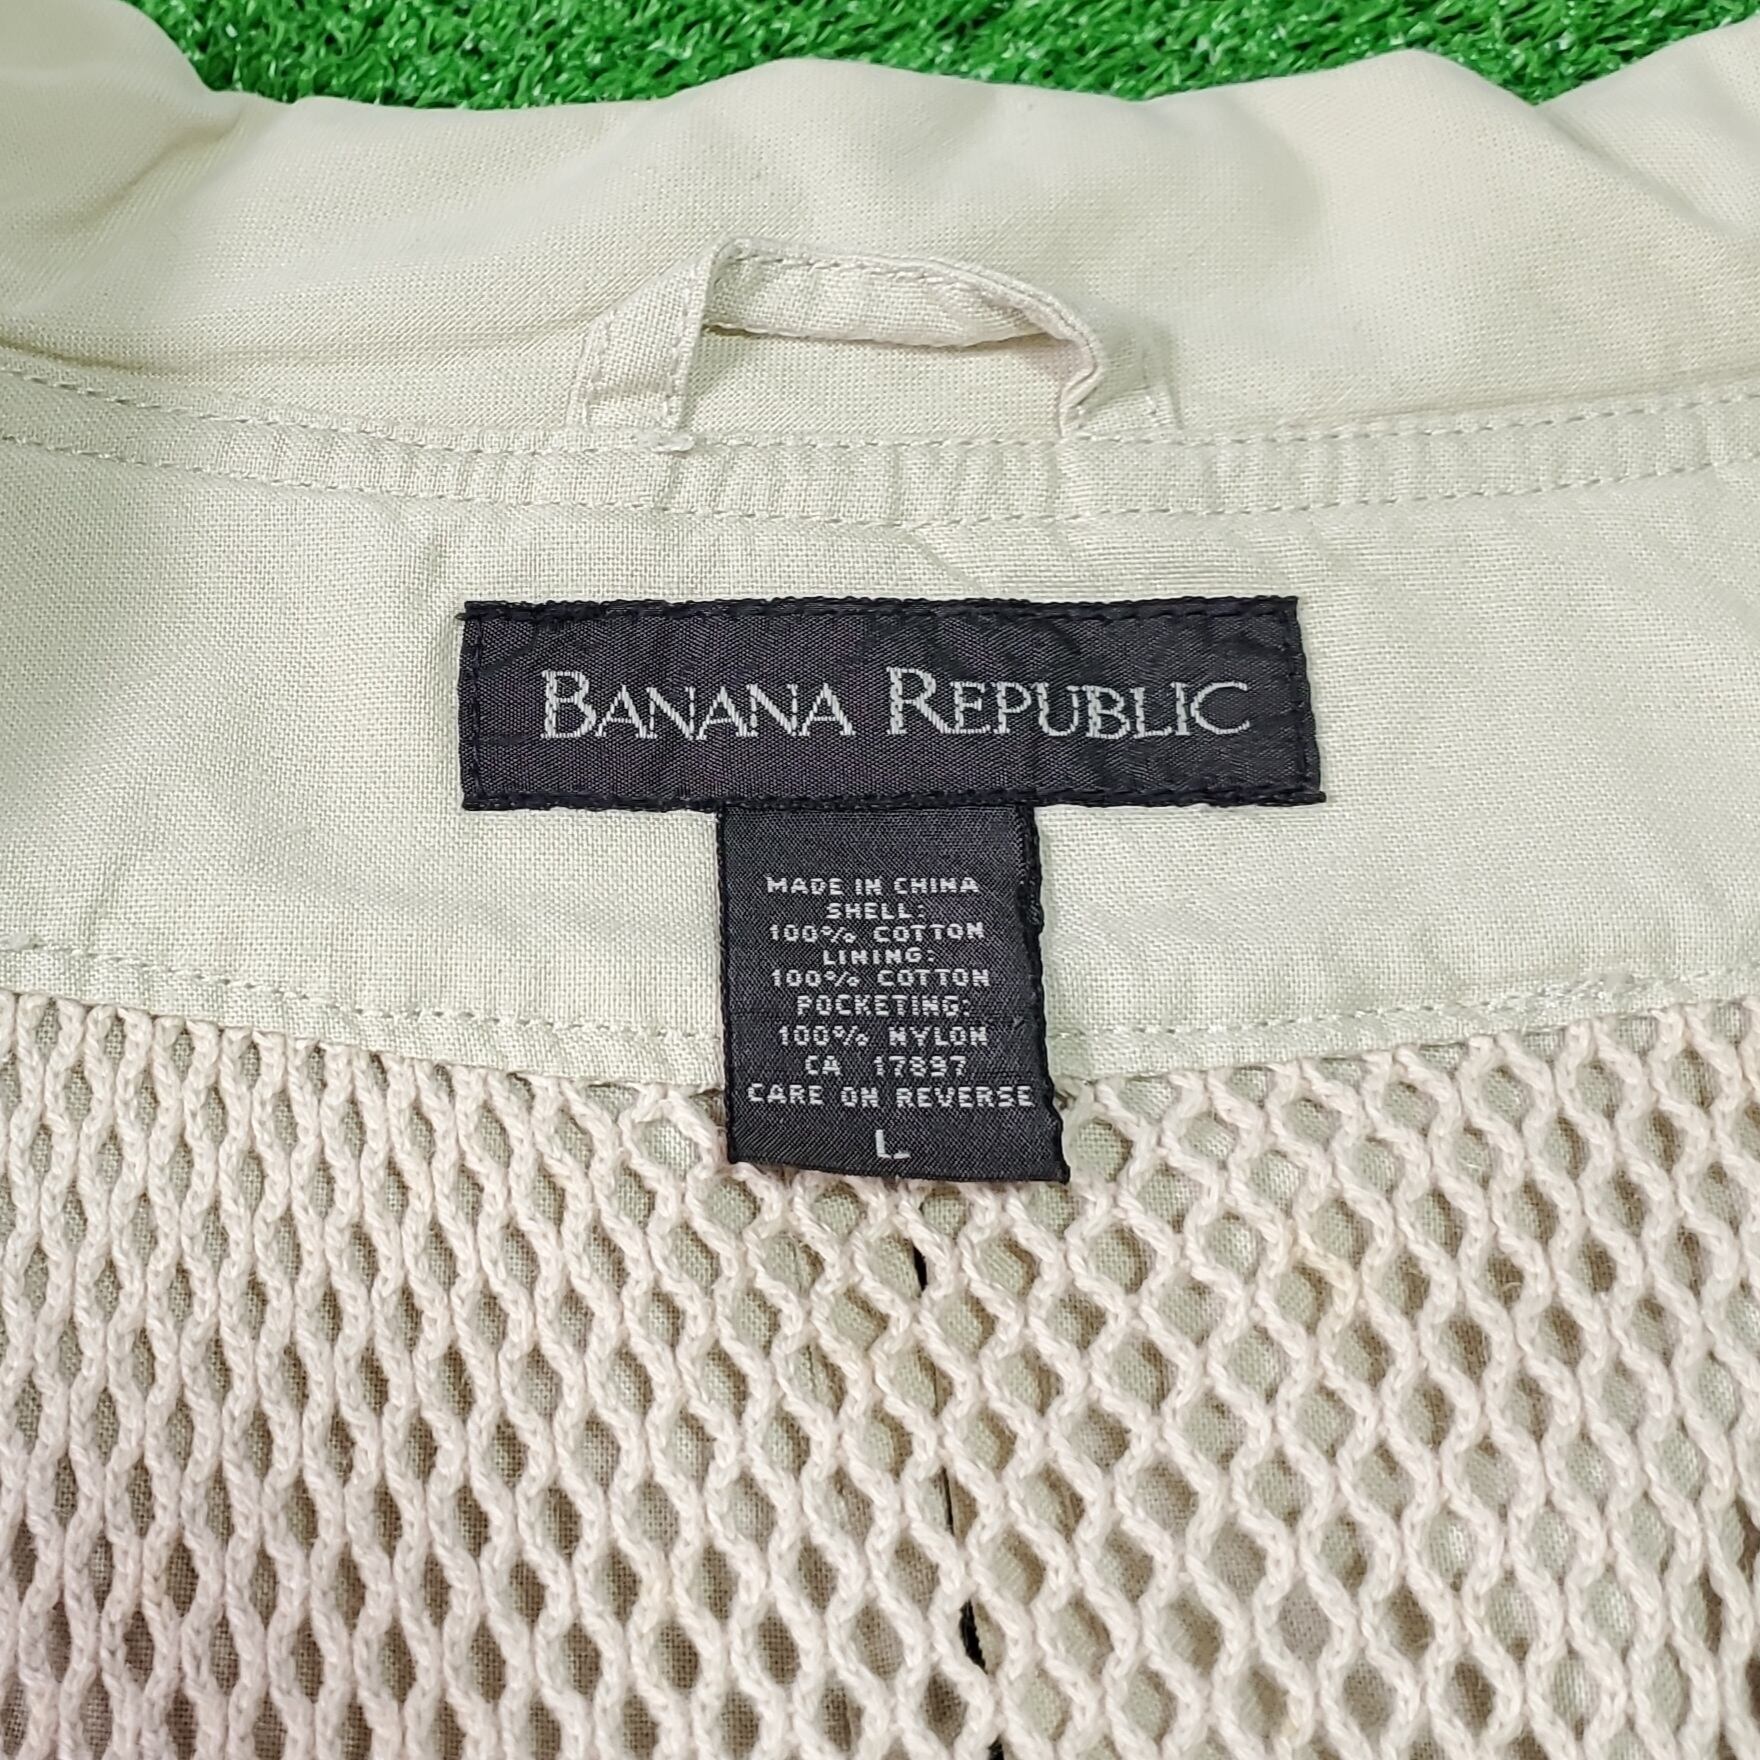 BANANA REPUBLIC
MADE IN CHINA
SHELL:
100% COTTON
LINING:
100% COTTON
POCKETING:
100% NYLON
CA 17897
CARE ON REVERSE
L